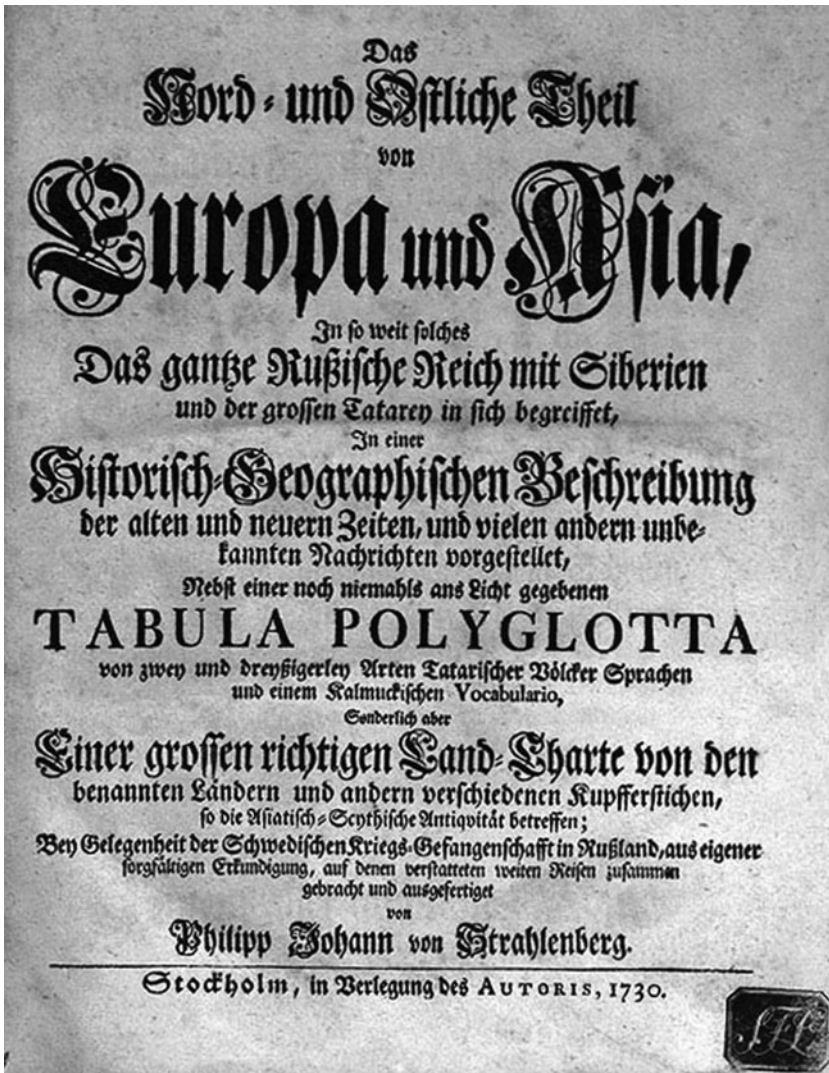 Das
Nord- und Ostliche Theil
von
Europa und Asia,
In so weit solches
Das gantze Rußische Reich mit Siberien
und der grossen Tatarey in sich begreiffet,
In einer
Historisch-Geographischen Beschreibung
der alten und neuern Zeiten, und vielen andern unbe-
kannten Nachrichten vorgestellet,
Nebst einer noch niemahls ans Licht gegebenen
TABULA POLYGLOTTA
von zwey und dreyßigerley Arten Tatarischer Völcker Sprachen
und einem Kalmuckischen Vocabulario,
Sonderlich aber
Einer grossen richtigen Land-Charte von den
benannten Ländern und andern verschiedenen Kupfferstichen,
so die Asiatisch-Scythische Antiqvität betreffen;
Bey Gelegenheit der Schwedischen Kriegs-Gefangenschafft in Rußland, aus eigener
sorgfältigen Erkundigung, auf denen verstatteten weiten Reisen zusammen
gebracht und ausgefertiget
von
Philipp Johann von Strahlenberg.
Stockholm, in Verlegung des AUTORIS, 1730.